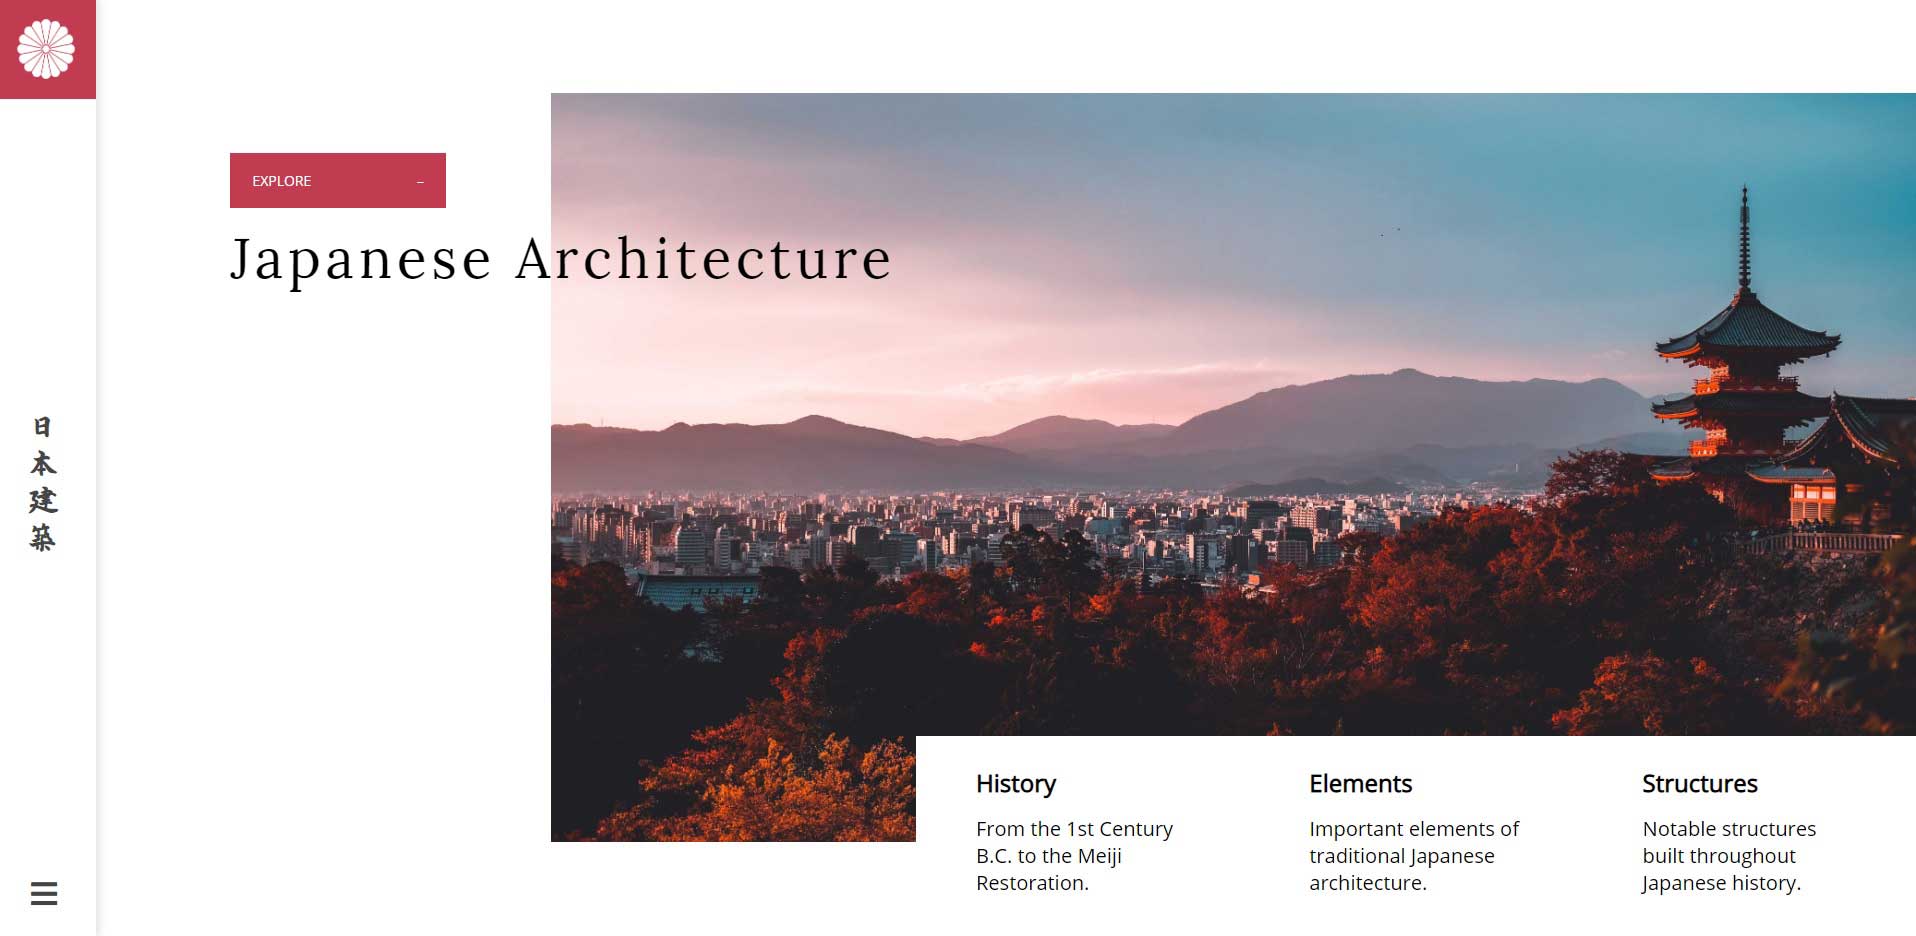 日本建築
EXPLORE –
Japanese Architecture
History
From the 1st Century
B.C. to the Meiji
Restoration.
Elements
Important elements of
traditional Japanese
architecture.
Structures
Notable structures
built throughout
Japanese history.